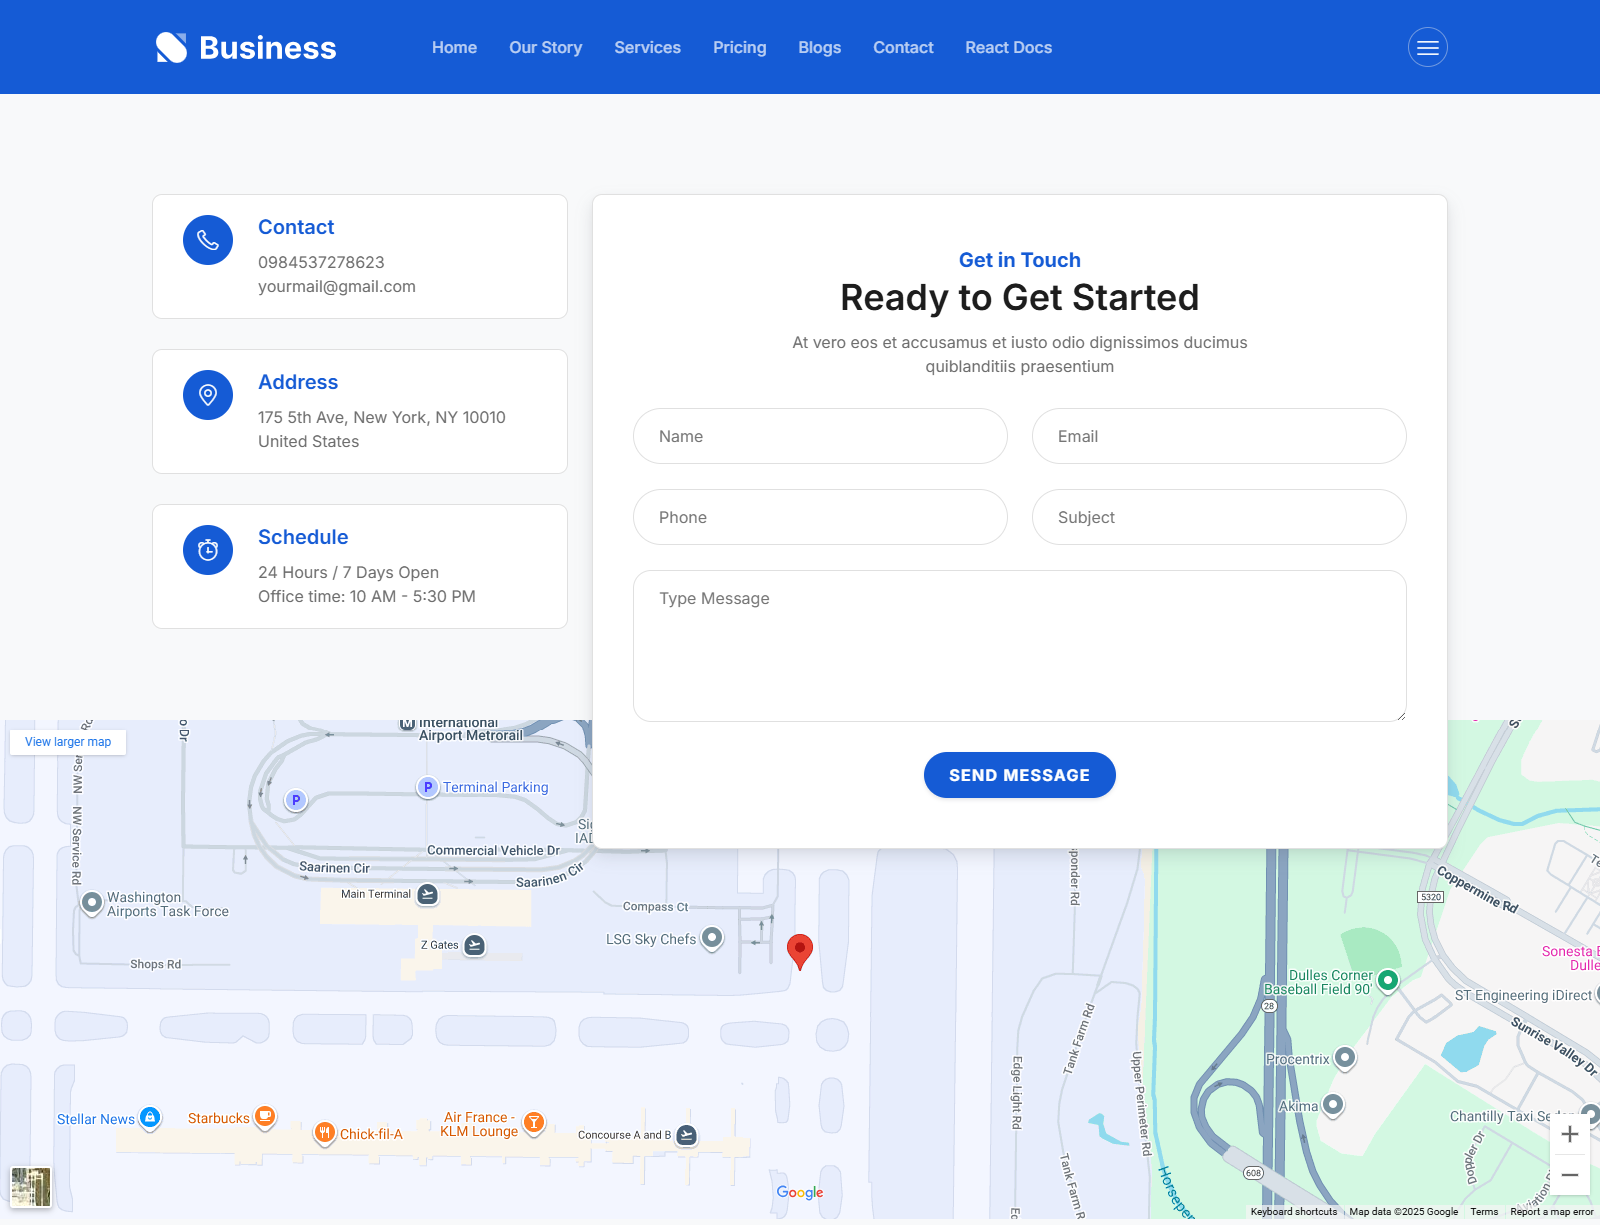 Business
Home
Our Story
Services
Pricing
Blogs
Contact
React Docs
Contact
0984537278623
yourmail@gmail.com
Address
175 5th Ave, New York, NY 10010
United States
Schedule
24 Hours / 7 Days Open
Office time: 10 AM - 5:30 PM
Get in Touch
Ready to Get Started
At vero eos et accusamus et iusto odio dignissimos ducimus
quiblanditiis praesentium
Name
Email
Phone
Subject
Type Message
SEND MESSAGE
View larger map
International
Airport Metrorail
P
P
Terminal Parking
NW Service Rd
Commercial Vehicle Dr
Saarinen Cir
Saarinen Cir
Main Terminal
Washington
Airports Task Force
Compass Ct
LSG Sky Chefs
Z Gates
Shops Rd
5320
Coppermine Rd
Dulles Corner
Baseball Field 90'
Sonesta
ST Engineering iDirect
28
Sunrise Valley Dr
Procentrix
Akima
Chantilly Taxi
Tank Farm Rd
Edge Light Rd
Upper Perimeter Rd
Tank Farm R
Stellar News
Starbucks
Chick-fil-A
Air France -
KLM Lounge
Concourse A and B
608
Google
Keyboard shortcuts
Map data ©2025 Google
Terms
Report a map error